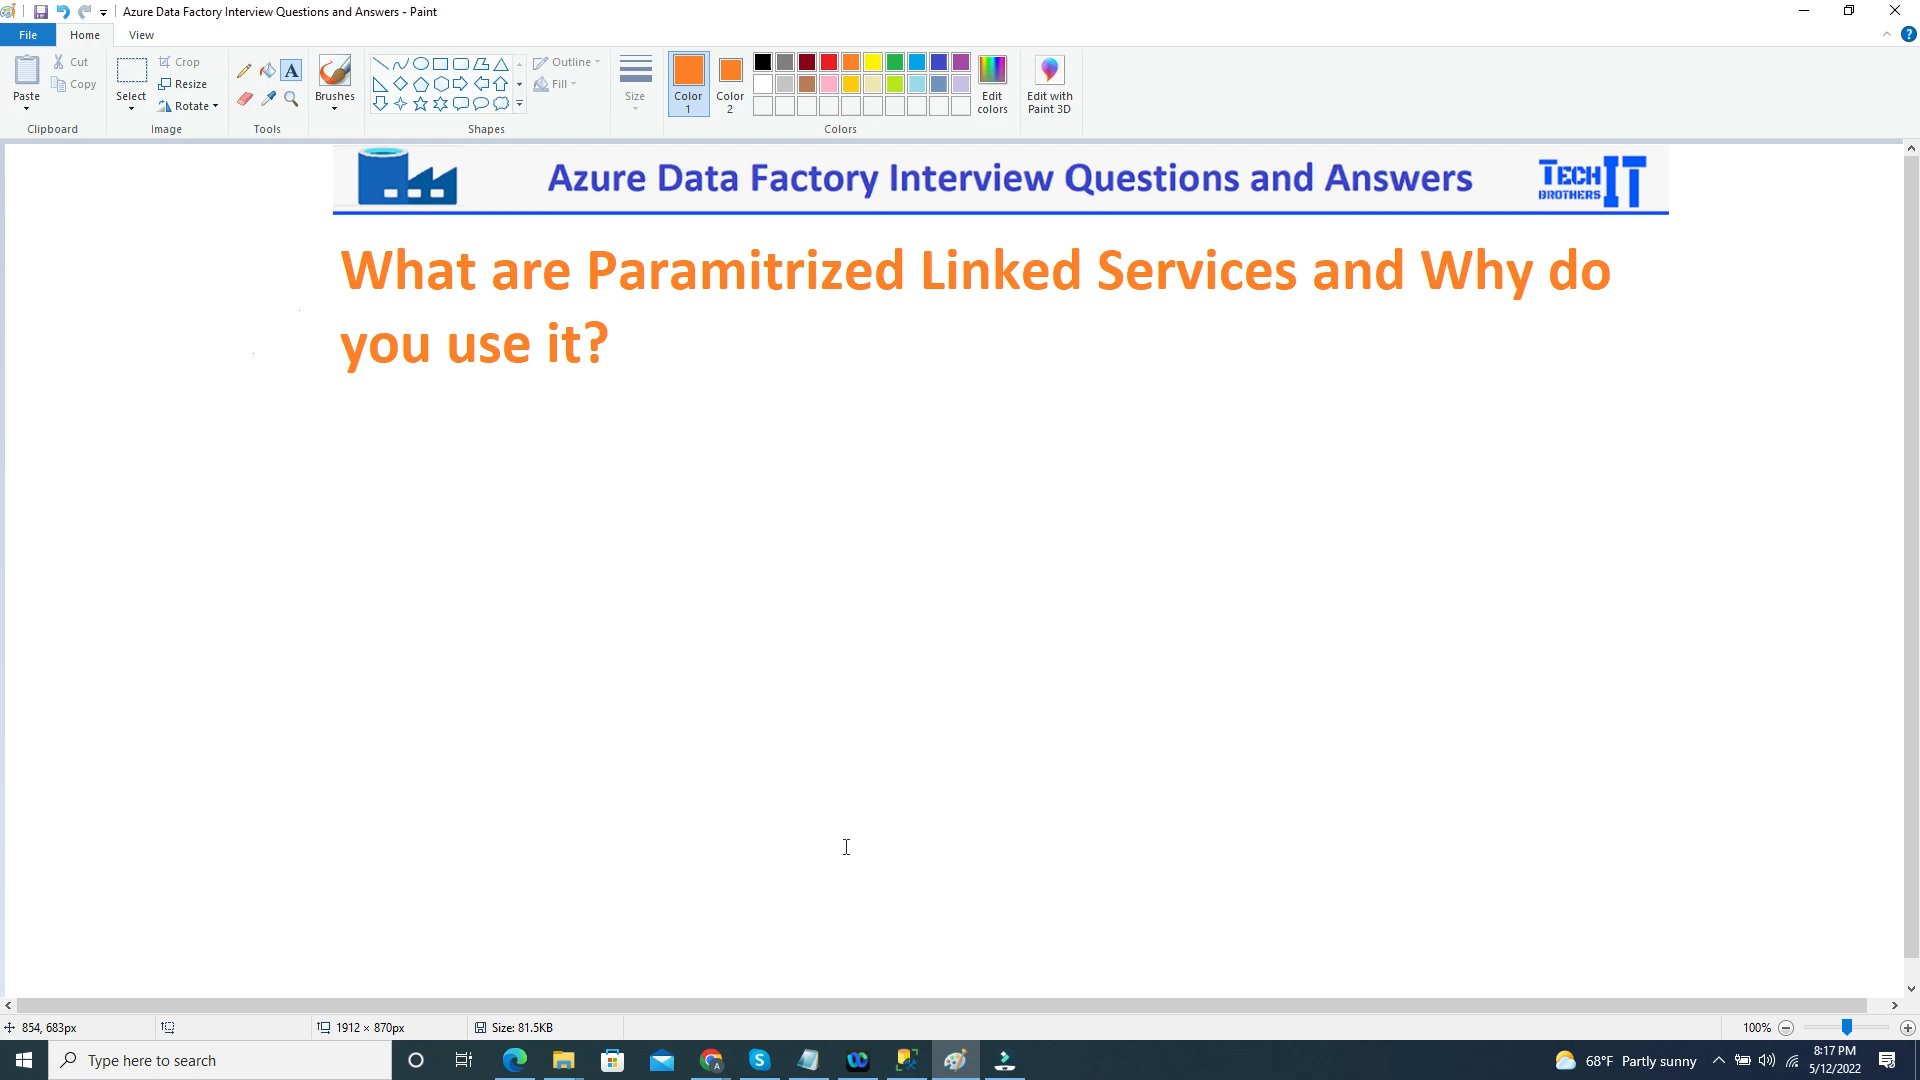 Azure Data Factory Interview Questions and Answers - Paint
File Home View
Paste Cut Copy Clipboard
Select Crop Resize Rotate Image
A
Tools
Brushes
Shapes
Outline Fill
Size
Color 1 Color 2
Edit colors
Colors
Edit with Paint 3D
?
Azure Data Factory Interview Questions and Answers
TECH BROTHERS IT
What are Paramitrized Linked Services and Why do
you use it?
854, 683px 1912 × 870px Size: 81.5KB 100%
Type here to search
68°F Partly sunny
8:17 PM
5/12/2022